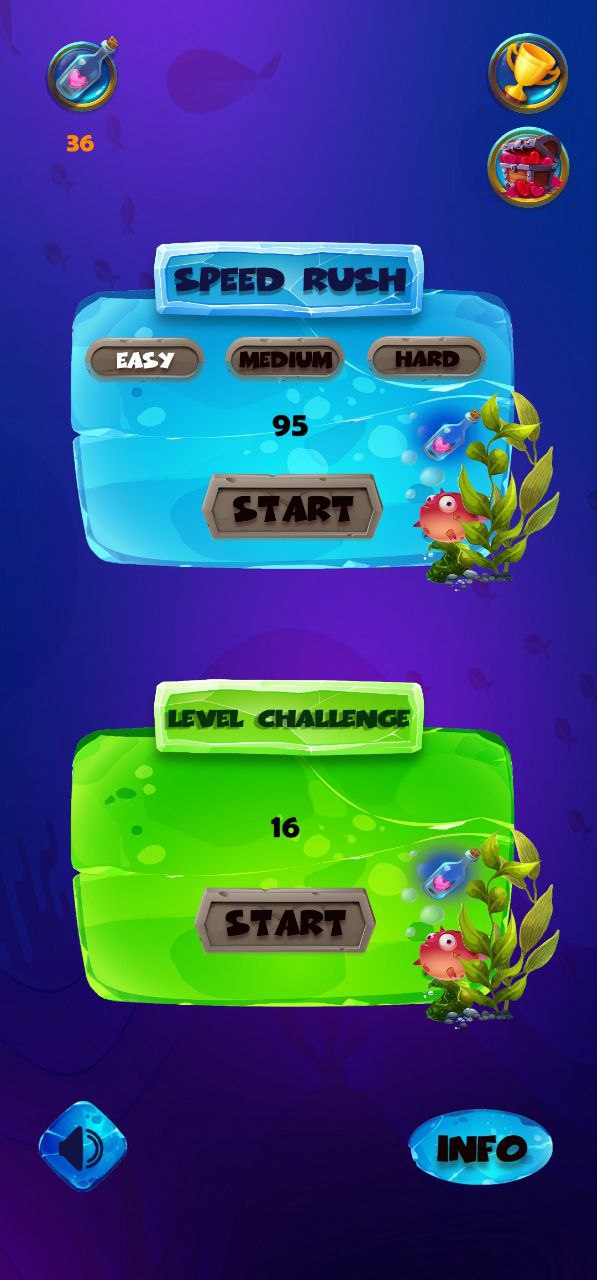 36
SPEED RUSH
EASY MEDIUM HARD
95
START
LEVEL CHALLENGE
16
START
INFO